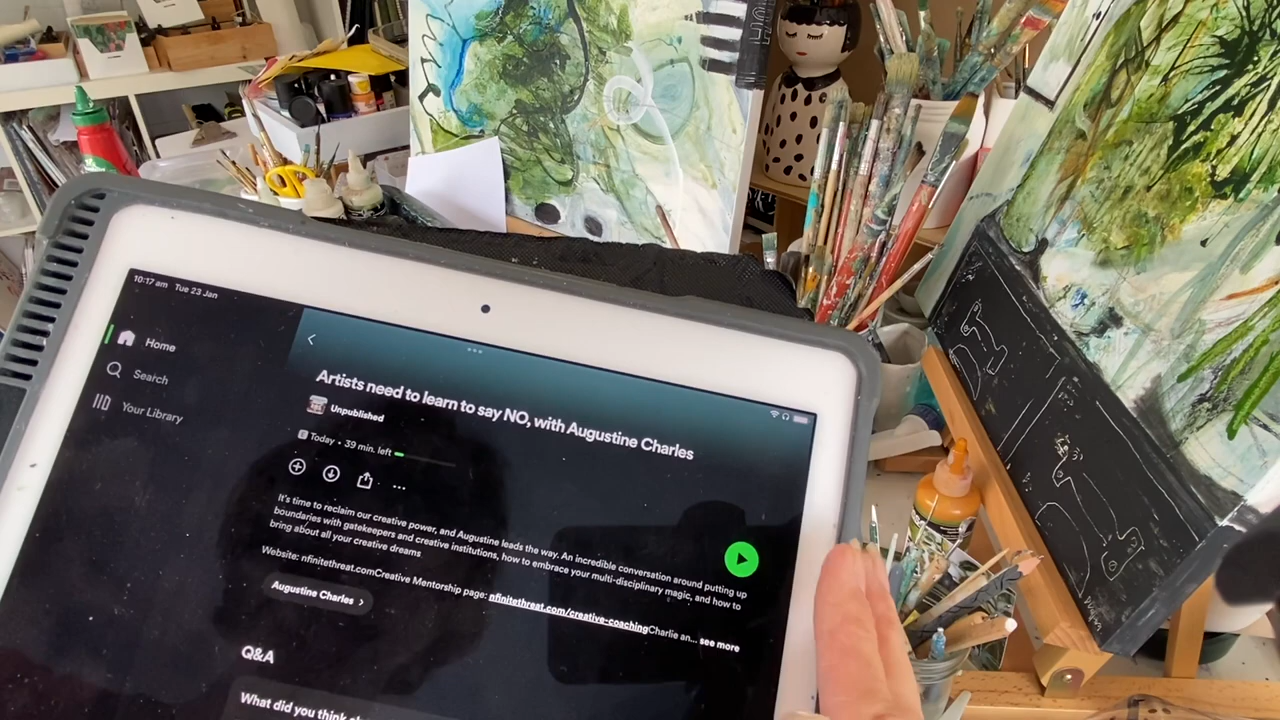 10:17 am Tue 23 Jan
Home
Search
Your Library
Artists need to learn to say NO, with Augustine Charles
Unpublished
E Today • 39 min. left
It's time to reclaim our creative power, and Augustine leads the way. An incredible conversation around putting up
boundaries with gatekeepers and creative institutions, how to embrace your multi-disciplinary magic, and how to
bring about all your creative dreams
Website: nfinitethreat.comCreative Mentorship page: nfinitethreat.com/creative-coachingCharlie an... see more
Augustine Charles
Q&A
What did you think